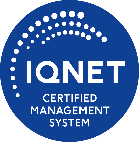 IQNET
CERTIFIED
MANAGEMENT
SYSTEM